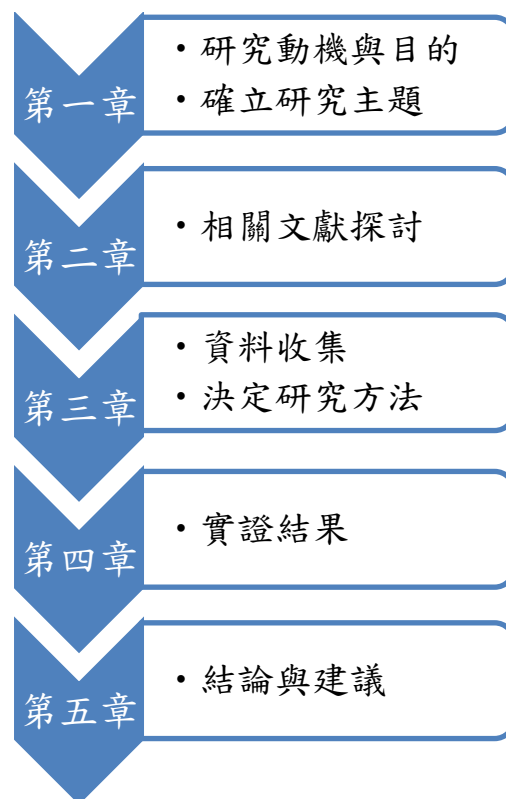 第一章
・研究動機與目的
・確立研究主題
第二章
・相關文獻探討
第三章
・資料收集
・決定研究方法
第四章
・實證結果
第五章
・結論與建議